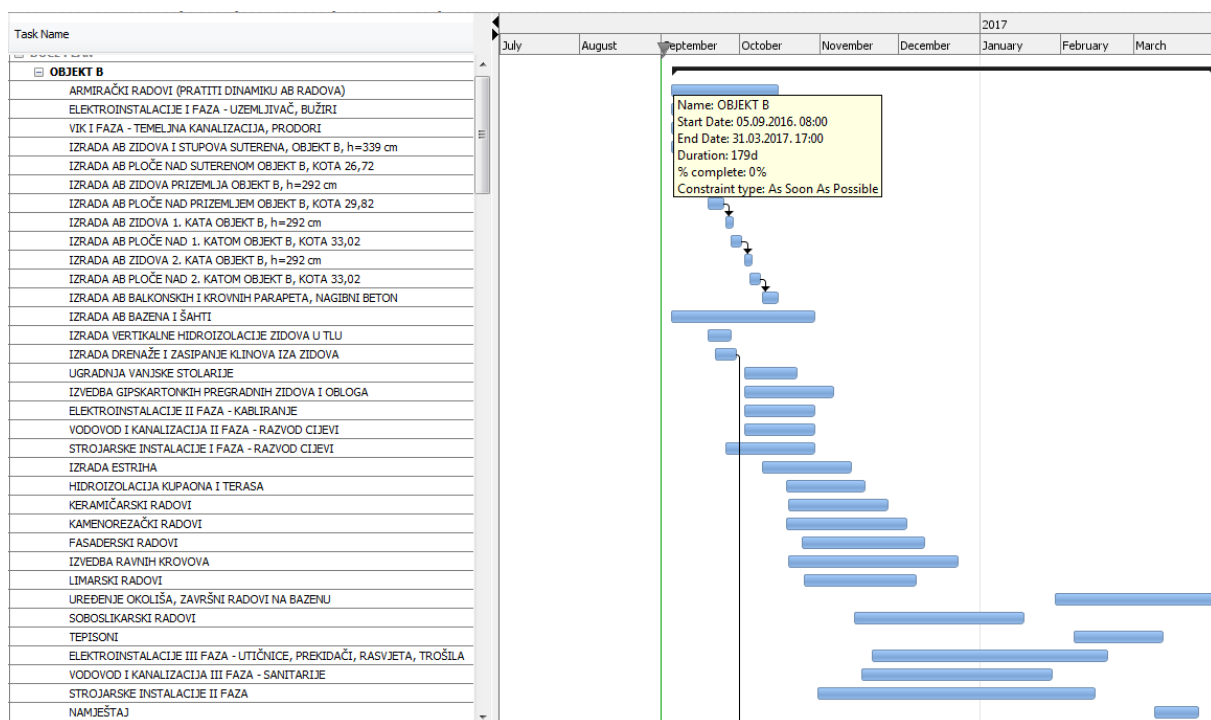 Task Name
2017
July August September October November December January February March
OBJEKT B
ARMIRAČKI RADOVI (PRATITI DINAMIKU AB RADOVA)
ELEKTROINSTALACIJE I FAZA - UZEMLJIVAČ, BUŽIRI
VIK I FAZA - TEMELJNA KANALIZACIJA, PRODORI
IZRADA AB ZIDOVA I STUPOVA SUTERENA, OBJEKT B, h=339 cm
IZRADA AB PLOČE NAD SUTERENOM OBJEKT B, KOTA 26,72
IZRADA AB ZIDOVA PRIZEMLJA OBJEKT B, h=292 cm
IZRADA AB PLOČE NAD PRIZEMLJEM OBJEKT B, KOTA 29,82
IZRADA AB ZIDOVA 1. KATA OBJEKT B, h=292 cm
IZRADA AB PLOČE NAD 1. KATOM OBJEKT B, KOTA 33,02
IZRADA AB ZIDOVA 2. KATA OBJEKT B, h=292 cm
IZRADA AB PLOČE NAD 2. KATOM OBJEKT B, KOTA 33,02
IZRADA AB BALKONSKIH I KROVNIH PARAPETA, NAGIBNI BETON
IZRADA AB BAZENA I ŠAHTI
IZRADA VERTIKALNE HIDROIZOLACIJE ZIDOVA U TLU
IZRADA DRENAŽE I ZASIPANJE KLINOVA IZA ZIDOVA
UGRADNJA VANJSKE STOLARIJE
IZVEDBA GIPSKARTONKIH PREGRADNIH ZIDOVA I OBLOGA
ELEKTROINSTALACIJE II FAZA - KABLIRANJE
VODOVOD I KANALIZACIJA II FAZA - RAZVOD CIJEVI
STROJARSKE INSTALACIJE I FAZA - RAZVOD CIJEVI
IZRADA ESTRIHA
HIDROIZOLACIJA KUPAONA I TERASA
KERAMIČARSKI RADOVI
KAMENOREZAČKI RADOVI
FASADERSKI RADOVI
IZVEDBA RAVNIH KROVOVA
LIMARSKI RADOVI
UREĐENJE OKOLIŠA, ZAVRŠNI RADOVI NA BAZENU
SOBOSLIKARSKI RADOVI
TEPISONI
ELEKTROINSTALACIJE III FAZA - UTIČNICE, PREKIDAČI, RASVJETA, TROŠILA
VODOVOD I KANALIZACIJA III FAZA - SANITARIJE
STROJARSKE INSTALACIJE II FAZA
NAMJEŠTAJ
Name: OBJEKT B
Start Date: 05.09.2016. 08:00
End Date: 31.03.2017. 17:00
Duration: 179d
% complete: 0%
Constraint type: As Soon As Possible